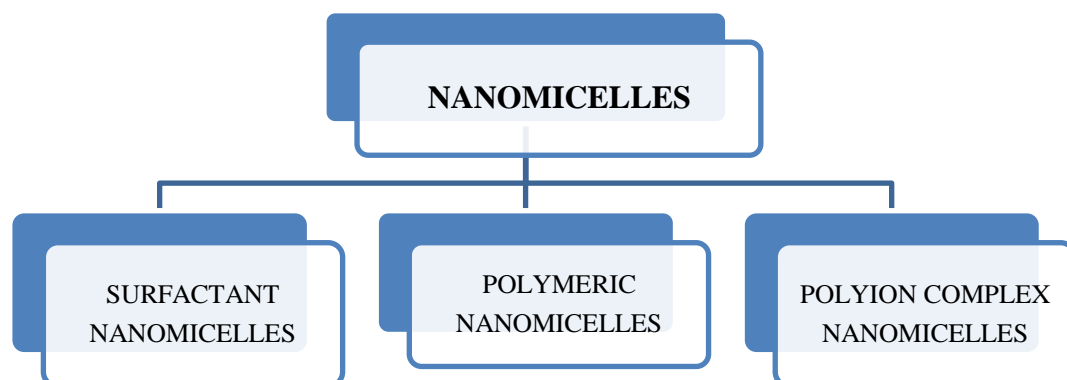 NANOMICELLES
SURFACTANT
NANOMICELLES
POLYMERIC
NANOMICELLES
POLYION COMPLEX
NANOMICELLES